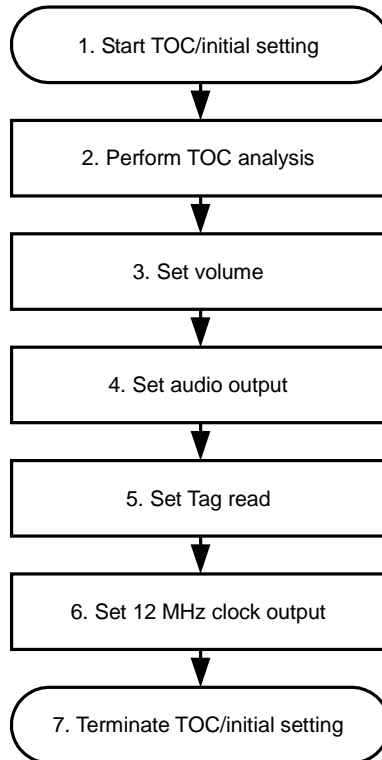 1. Start TOC/initial setting
2. Perform TOC analysis
3. Set volume
4. Set audio output
5. Set Tag read
6. Set 12 MHz clock output
7. Terminate TOC/initial setting